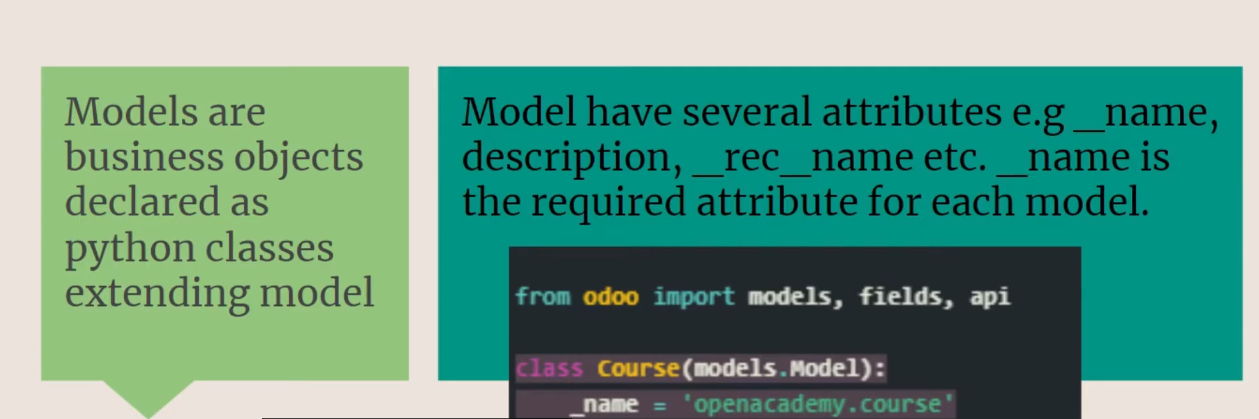 Models are
business objects
declared as
python classes
extending model
Model have several attributes e.g _name,
description, _rec_name etc. _name is
the required attribute for each model.
from odoo import models, fields, api
class Course(models.Model):
    _name = 'openacademy.course'